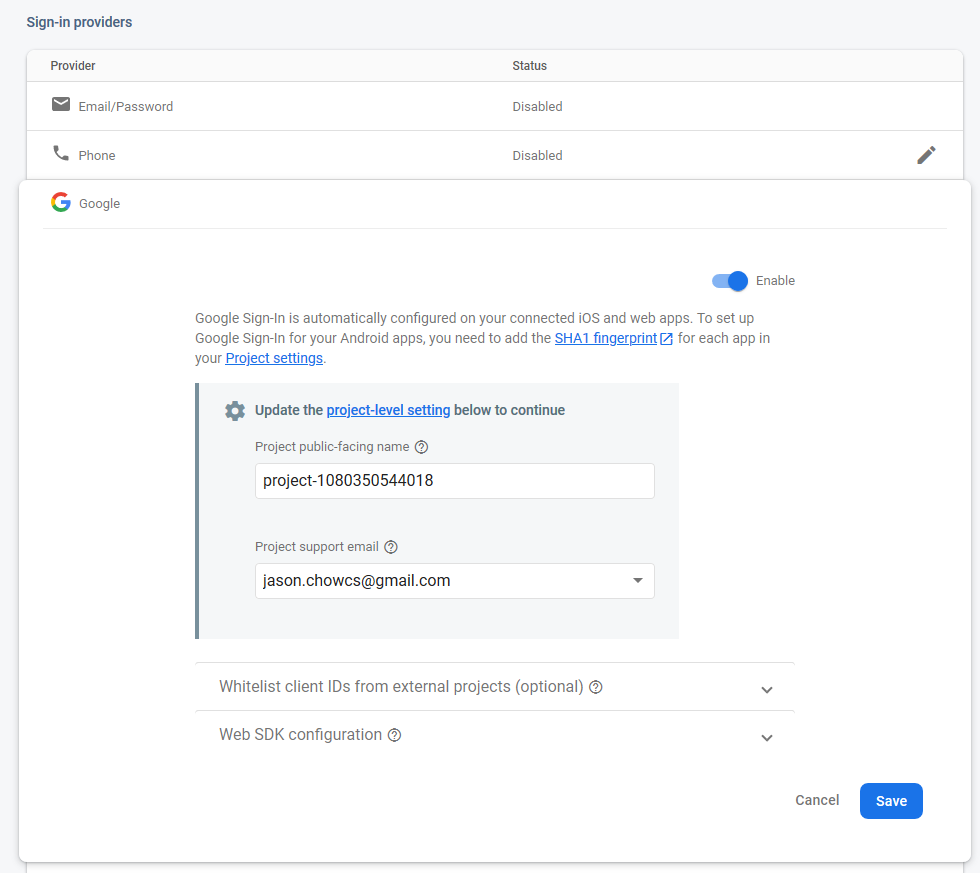 Sign-in providers
Provider Status
Email/Password Disabled
Phone Disabled
Google
Enable
Google Sign-In is automatically configured on your connected iOS and web apps. To set up
Google Sign-In for your Android apps, you need to add the SHA1 fingerprint for each app in
your Project settings.
Update the project-level setting below to continue
Project public-facing name
project-1080350544018
Project support email
jason.chowcs@gmail.com
Whitelist client IDs from external projects (optional)
Web SDK configuration
Cancel Save